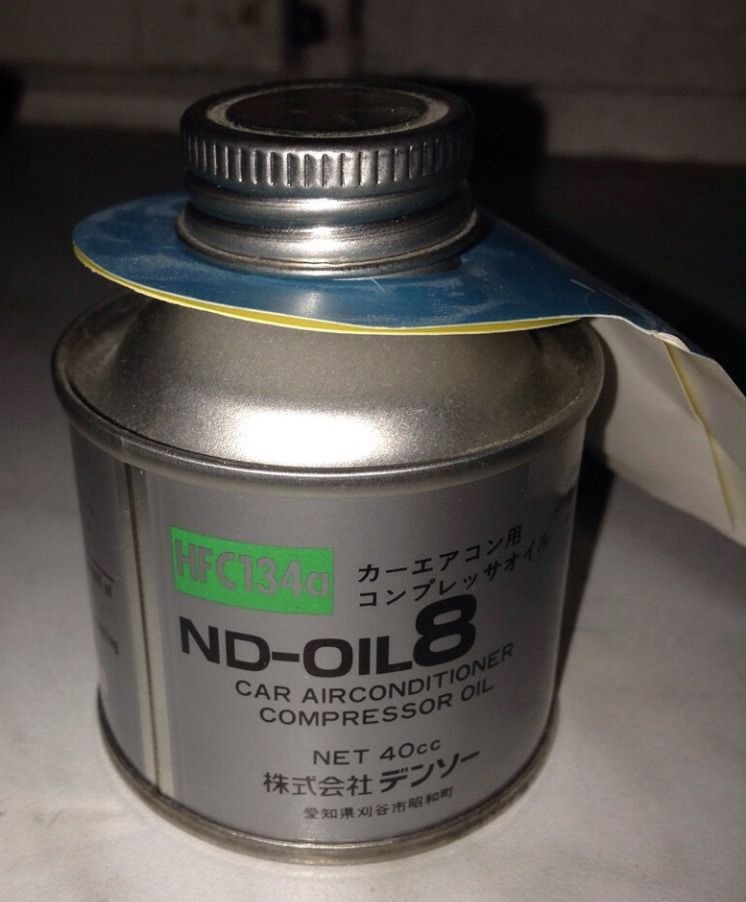 HFC134a
カーエアコン用
コンプレッサオイル
ND-OIL8
CAR AIRCONDITIONER
COMPRESSOR OIL
NET 40cc
株式会社 デンソー
愛知県刈谷市昭和町